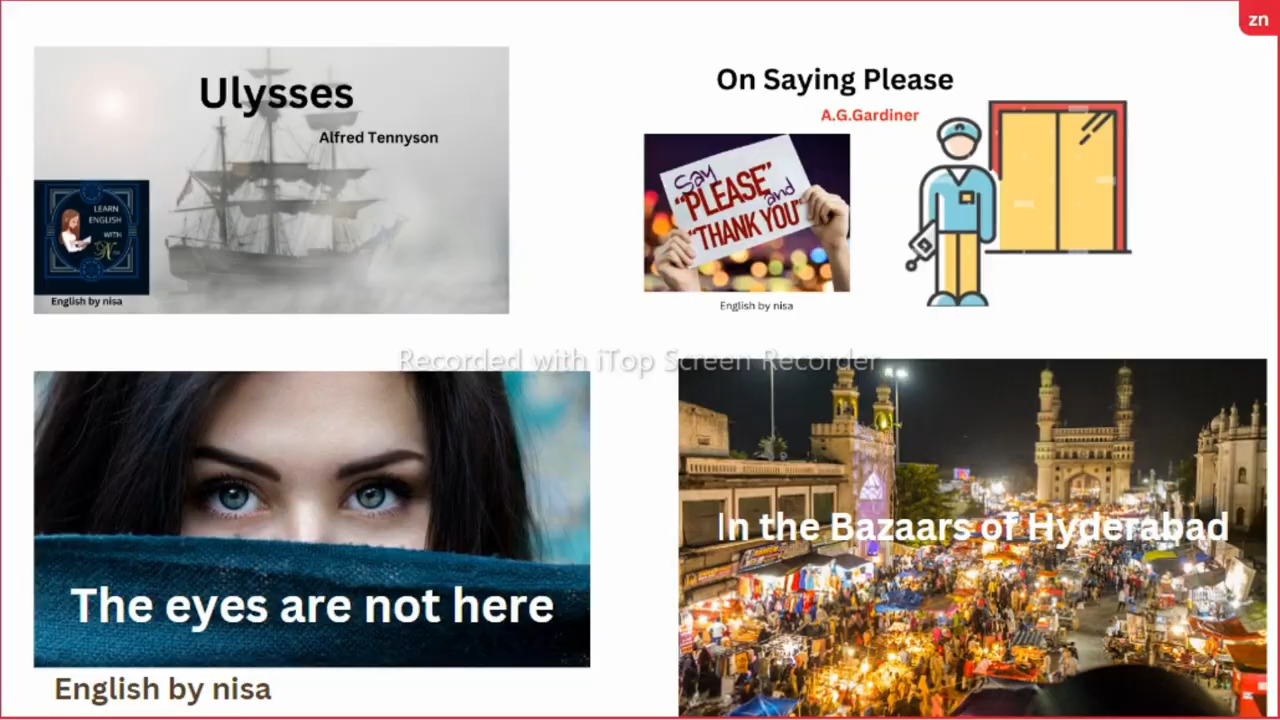 zn
Ulysses
Alfred Tennyson
LEARN
ENGLISH
WITH
English by nisa
On Saying Please
A.G.Gardiner
Say
"PLEASE"
and
"THANK YOU"
English by nisa
Recorded with iTop Screen Recorder
The eyes are not here
English by nisa
In the Bazaars of Hyderabad